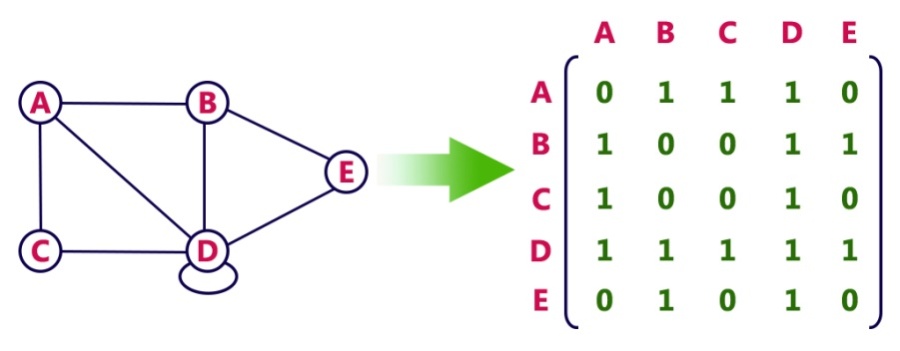 A B
E
C D
A B C D E
A 0 1 1 1 0
B 1 0 0 1 1
C 1 0 0 1 0
D 1 1 1 1 1
E 0 1 0 1 0